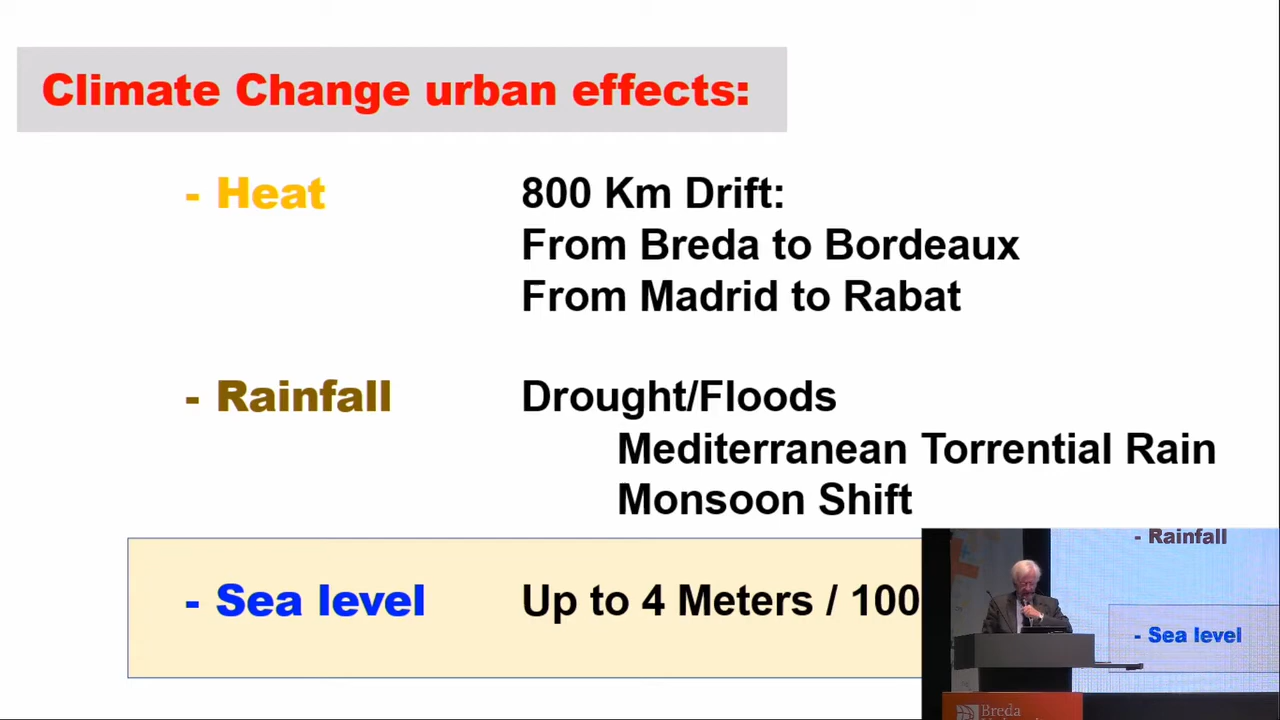 Climate Change urban effects:
- Heat 800 Km Drift:
From Breda to Bordeaux
From Madrid to Rabat
- Rainfall Drought/Floods
Mediterranean Torrential Rain
Monsoon Shift
- Sea level Up to 4 Meters / 100
- Rainfall
- Sea level
Breda